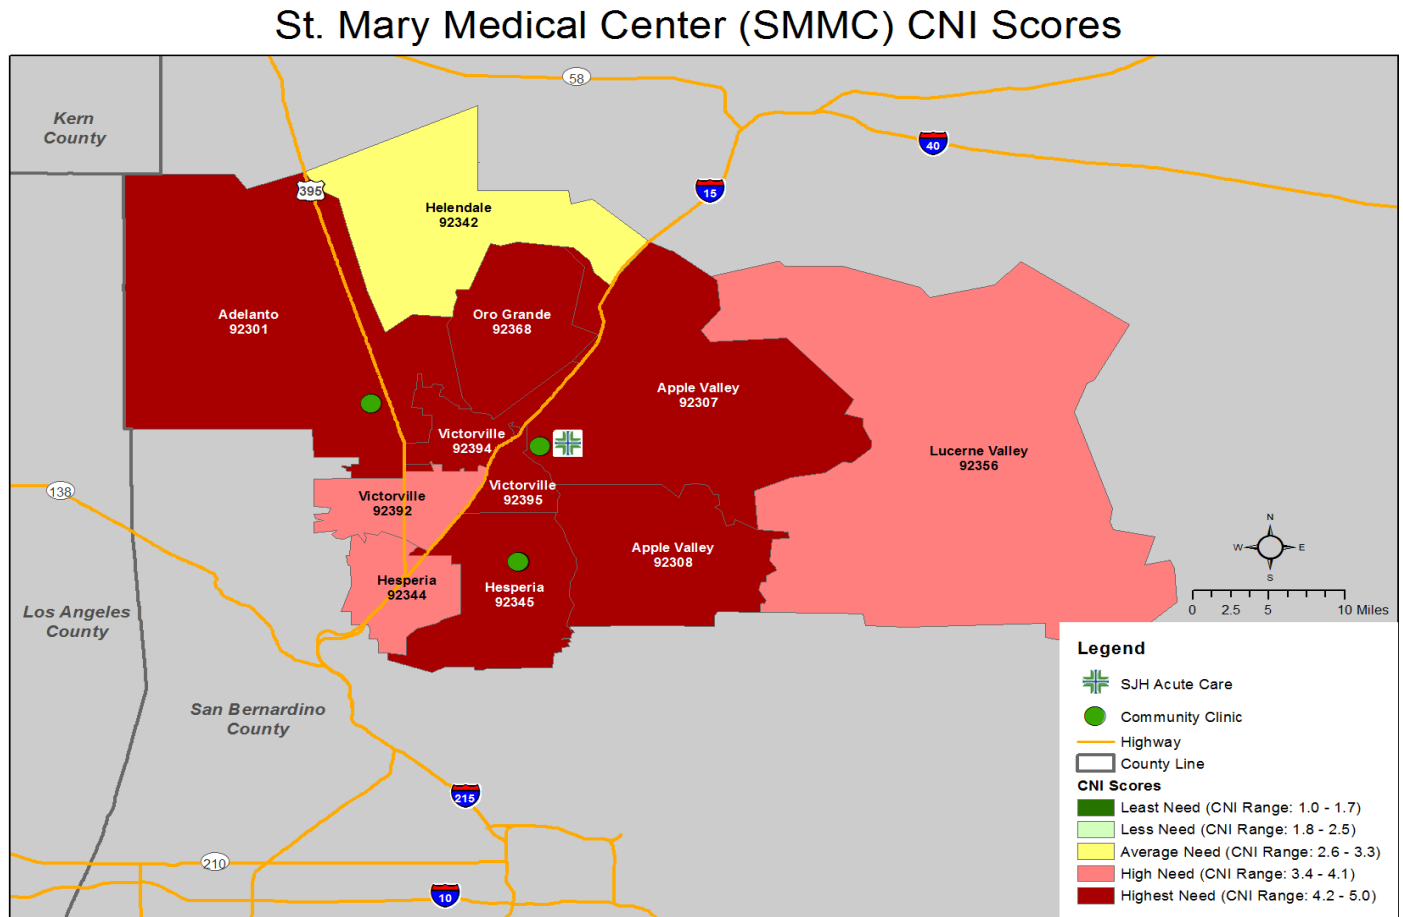 St. Mary Medical Center (SMMC) CNI Scores
58
Kern
County
40
395
15
Helendale
92342
Adelanto
92301
Oro Grande
92368
Apple Valley
92307
Victorville
92394
Lucerne Valley
92356
Victorville
92395
138
Victorville
92392
N
W
E
S
Apple Valley
92308
Hesperia
92344
Hesperia
92345
0 2.5 5 10 Miles
Los Angeles
County
San Bernardino
County
215
210
10
Legend
SJH Acute Care
Community Clinic
Highway
County Line
CNI Scores
Least Need (CNI Range: 1.0 - 1.7)
Less Need (CNI Range: 1.8 - 2.5)
Average Need (CNI Range: 2.6 - 3.3)
High Need (CNI Range: 3.4 - 4.1)
Highest Need (CNI Range: 4.2 - 5.0)